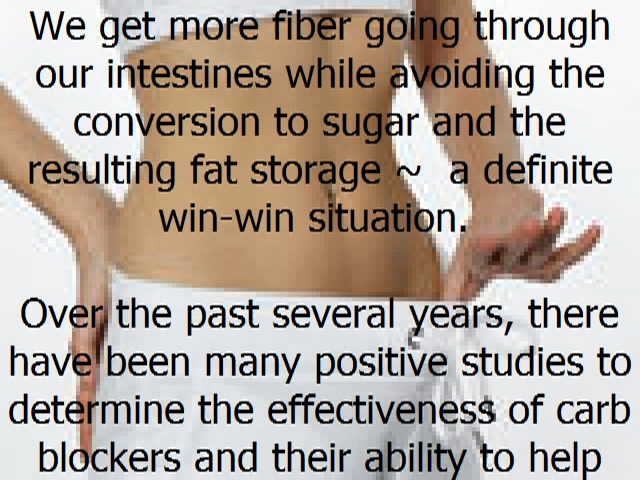 We get more fiber going through
our intestines while avoiding the
conversion to sugar and the
resulting fat storage ~ a definite
win-win situation.
Over the past several years, there
have been many positive studies to
determine the effectiveness of carb
blockers and their ability to help